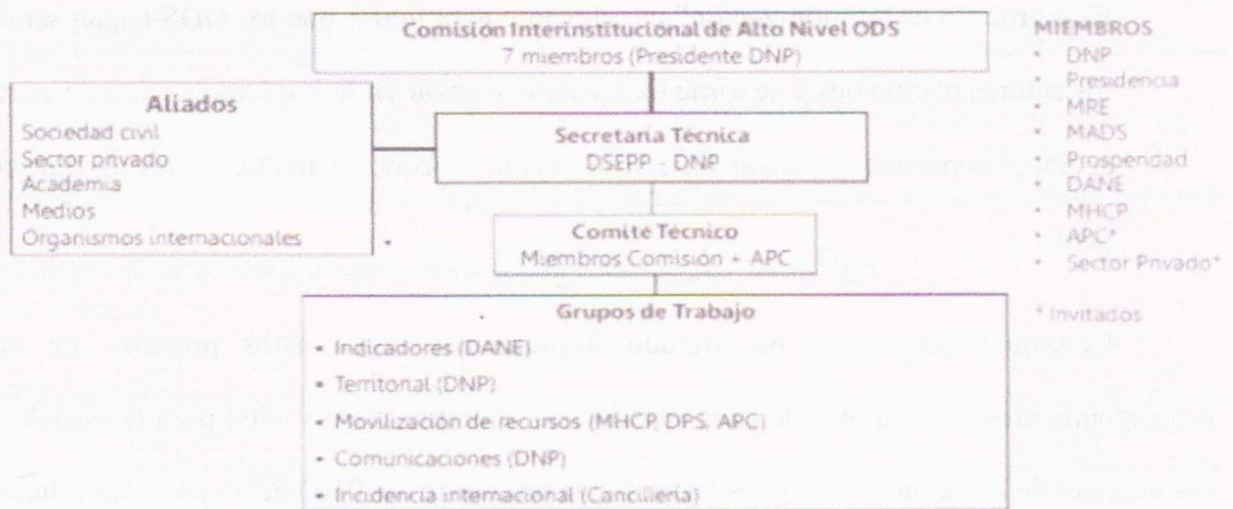 Comisión Interinstitucional de Alto Nivel ODS
7 miembros (Presidente DNP)
Aliados
Sociedad civil
Sector privado
Academia
Medios
Organismos internacionales
Secretaria Técnica
DSEPP - DNP
Comité Técnico
Miembros Comisión + APC
Grupos de Trabajo
• Indicadores (DANE)
• Territorial (DNP)
• Movilización de recursos (MHCP, DPS, APC)
• Comunicaciones (DNP)
• Incidencia internacional (Cancillería)
MIEMBROS
• DNP
• Presidencia
• MRE
• MADS
• Prosperidad
• DANE
• MHCP
• APC*
• Sector Privado*
* Invitados